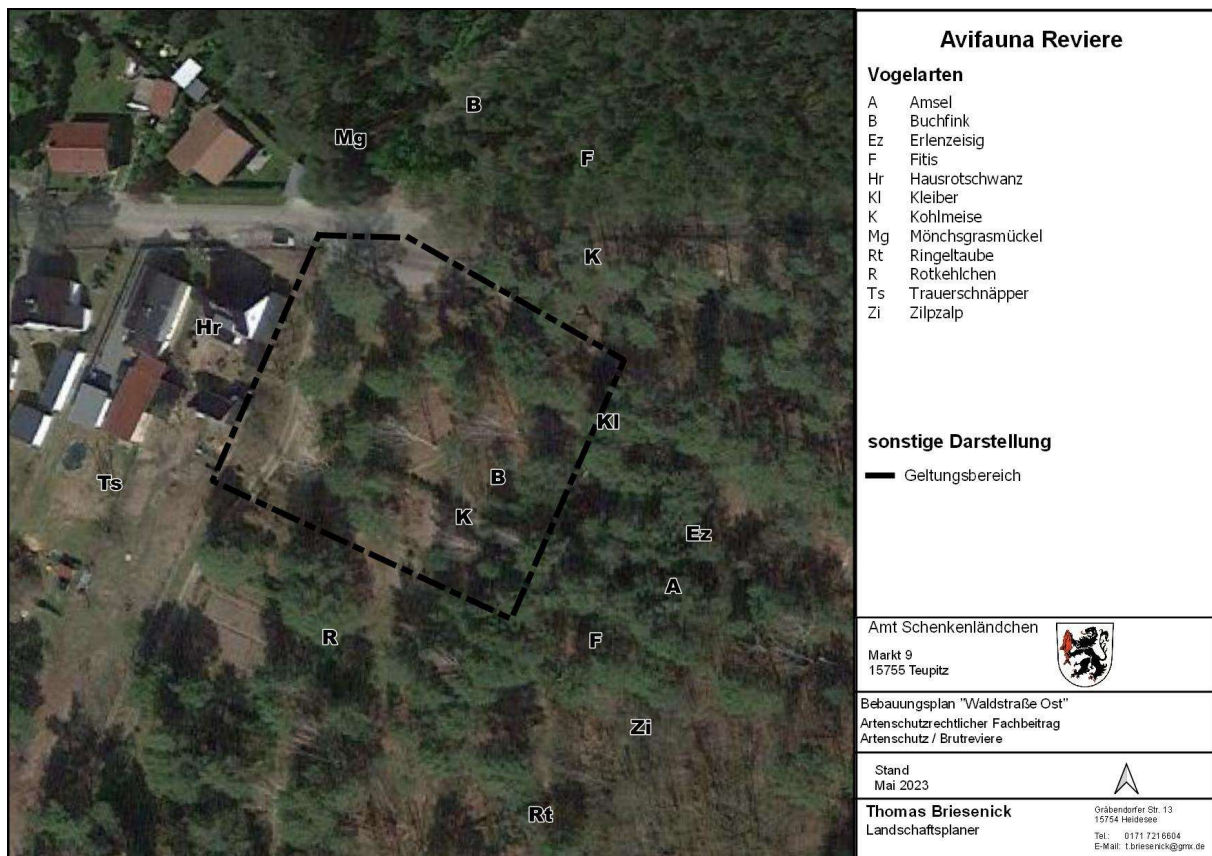 B
Mg
F
K
Hr
Kl
Ts
B
K
Ez
A
R
F
Zi
Rt
Avifauna Reviere
Vogelarten
A Amsel
B Buchfink
Ez Erlenzeisig
F Fitis
Hr Hausrotschwanz
Kl Kleiber
K Kohlmeise
Mg Mönchsgrasmückel
Rt Ringeltaube
R Rotkehlchen
Ts Trauerschnäpper
Zi Zilpzalp
sonstige Darstellung
Geltungsbereich
Amt Schenkenländchen
Markt 9
15755 Teupitz
Bebauungsplan "Waldstraße Ost"
Artenschutzrechtlicher Fachbeitrag
Artenschutz / Brutreviere
Stand
Mai 2023
Thomas Briesenick
Landschaftsplaner
Gräbendorfer Str. 13
15754 Heidesee
Tel.: 0171 7216604
E-Mail: t.briesenick@gmx.de